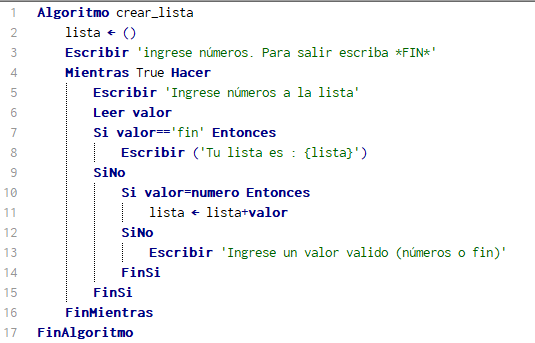 1 Algoritmo crear_lista
2 lista ← ()
3 Escribir 'ingrese números. Para salir escriba *FIN*'
4 Mientras True Hacer
5 Escribir 'Ingrese números a la lista'
6 Leer valor
7 Si valor=='fin' Entonces
8 Escribir ('Tu lista es : {lista}')
9 SiNo
10 Si valor=numero Entonces
11 lista ← lista+valor
12 SiNo
13 Escribir 'Ingrese un valor valido (números o fin)'
14 FinSi
15 FinSi
16 FinMientras
17 FinAlgoritmo